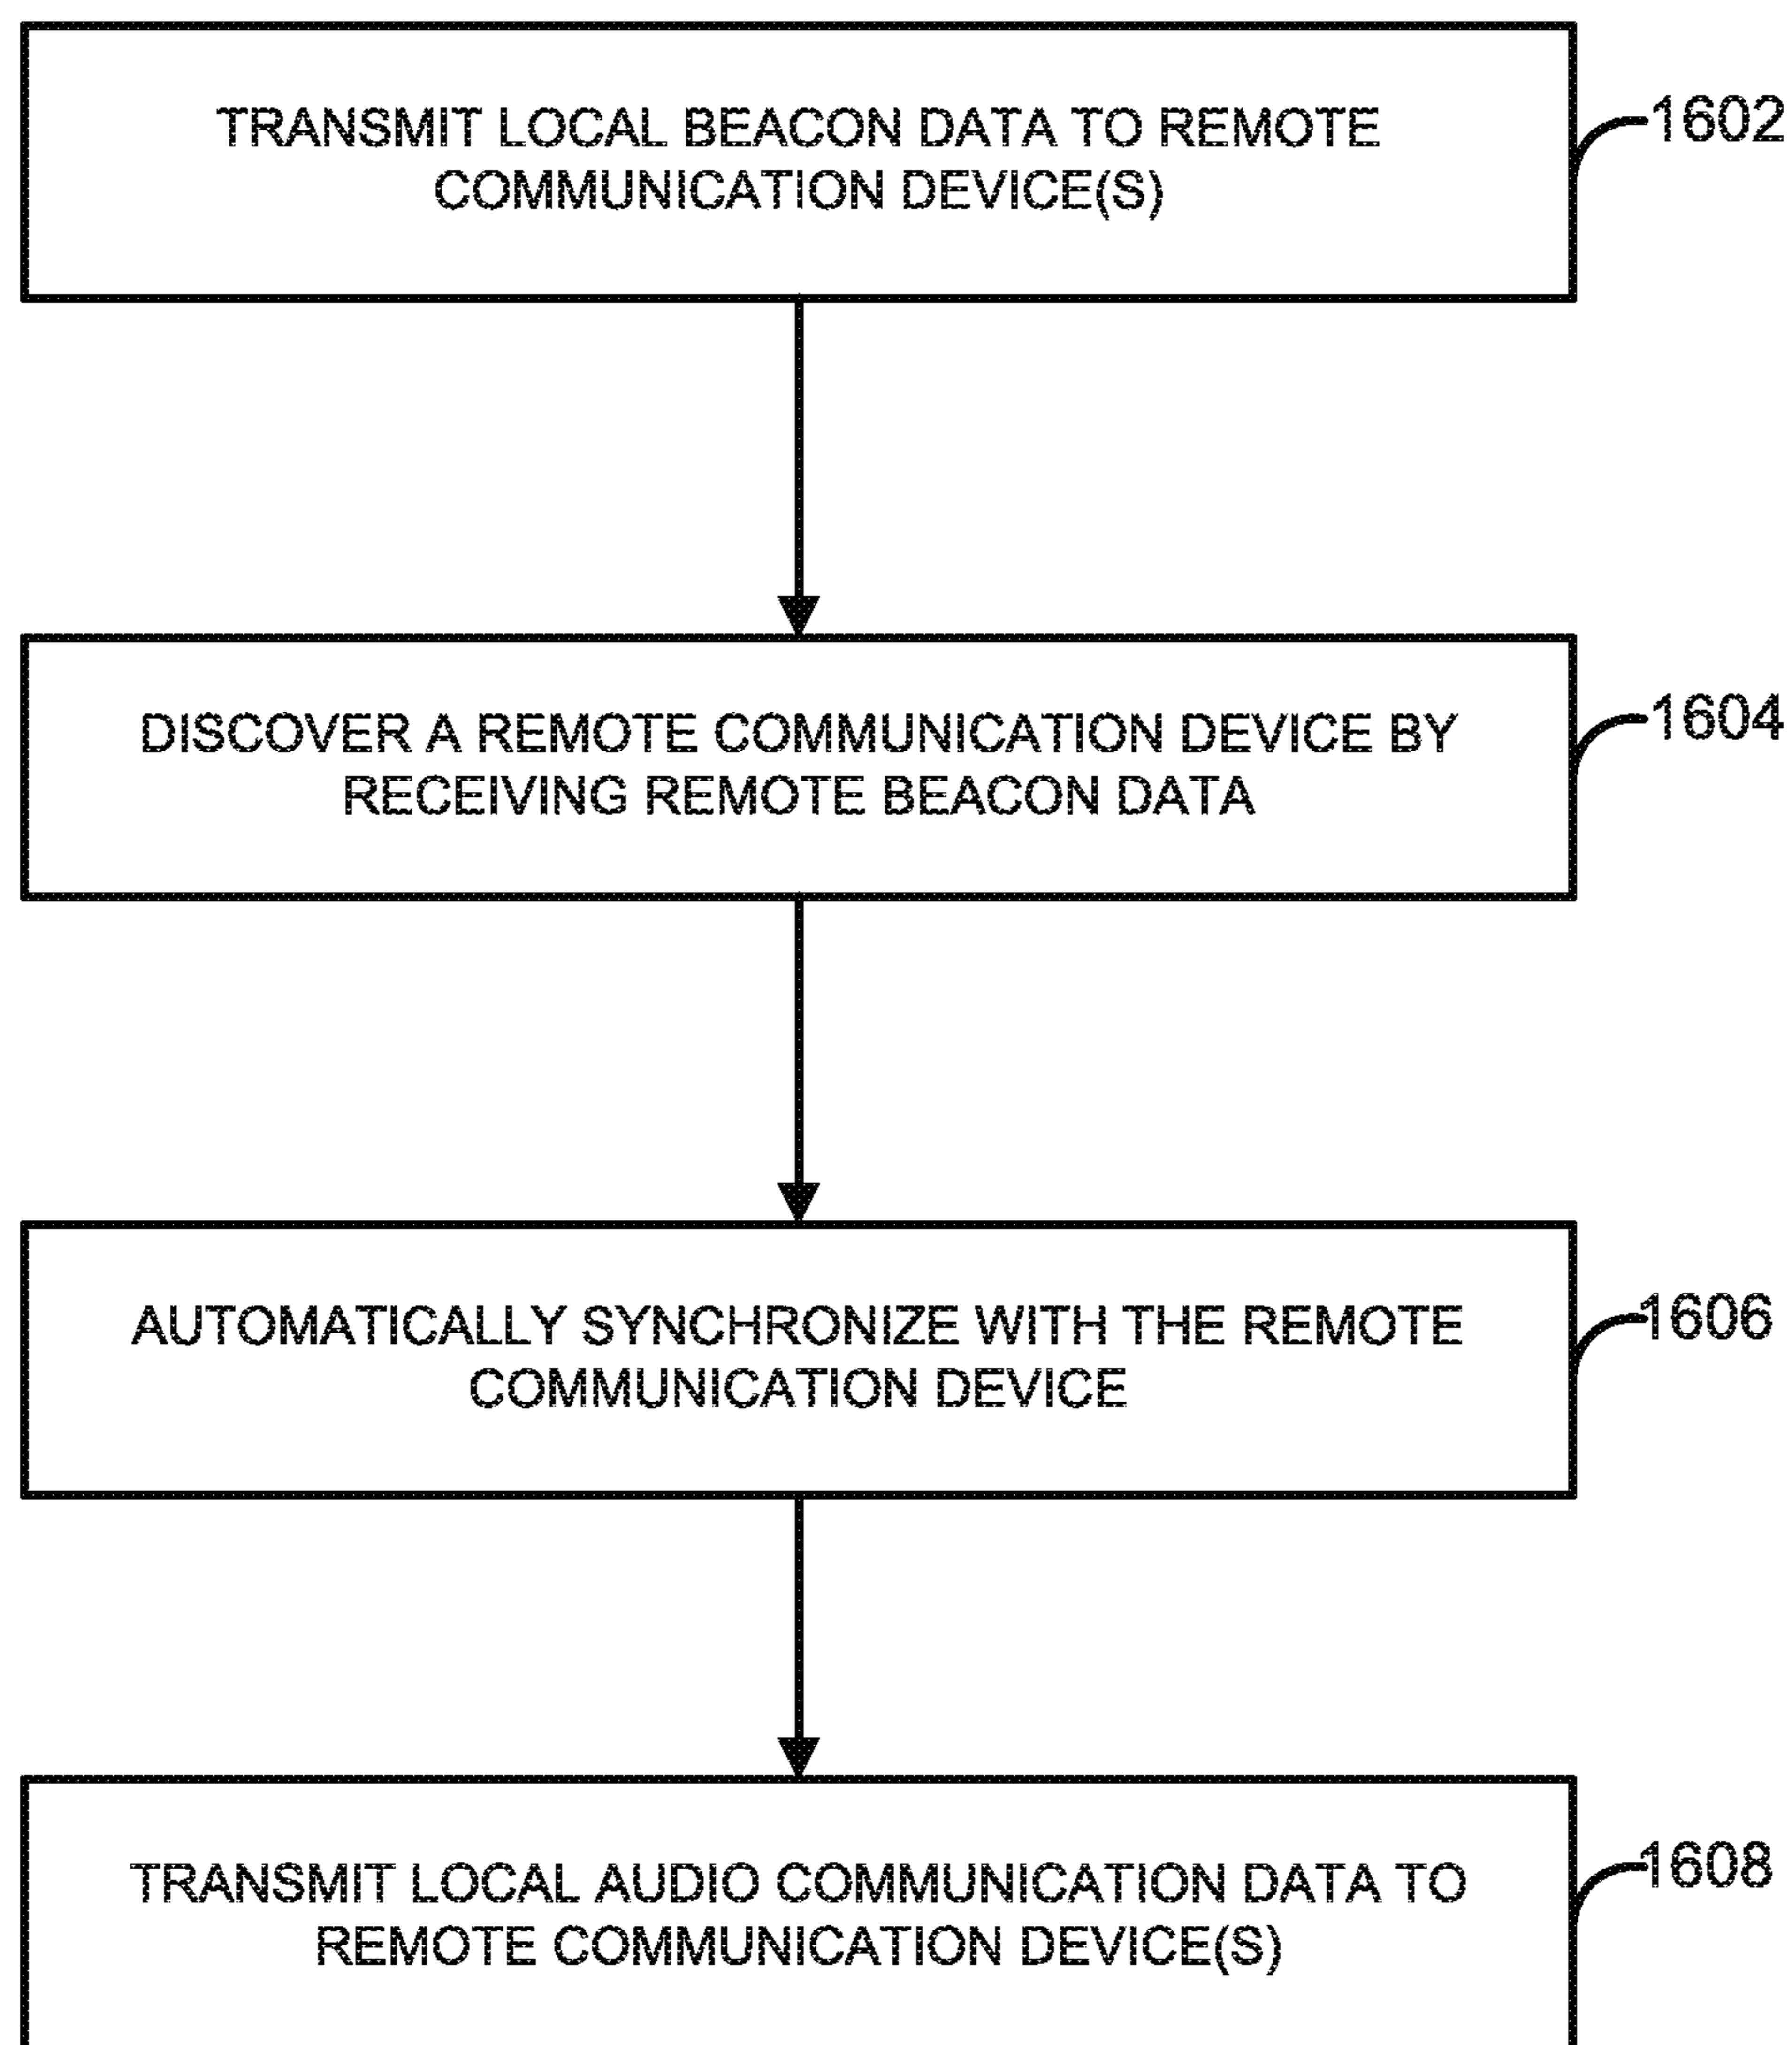 TRANSMIT LOCAL BEACON DATA TO REMOTE
COMMUNICATION DEVICE(S)
1602
DISCOVER A REMOTE COMMUNICATION DEVICE BY
RECEIVING REMOTE BEACON DATA
1604
AUTOMATICALLY SYNCHRONIZE WITH THE REMOTE
COMMUNICATION DEVICE
1606
TRANSMIT LOCAL AUDIO COMMUNICATION DATA TO
REMOTE COMMUNICATION DEVICE(S)
1608